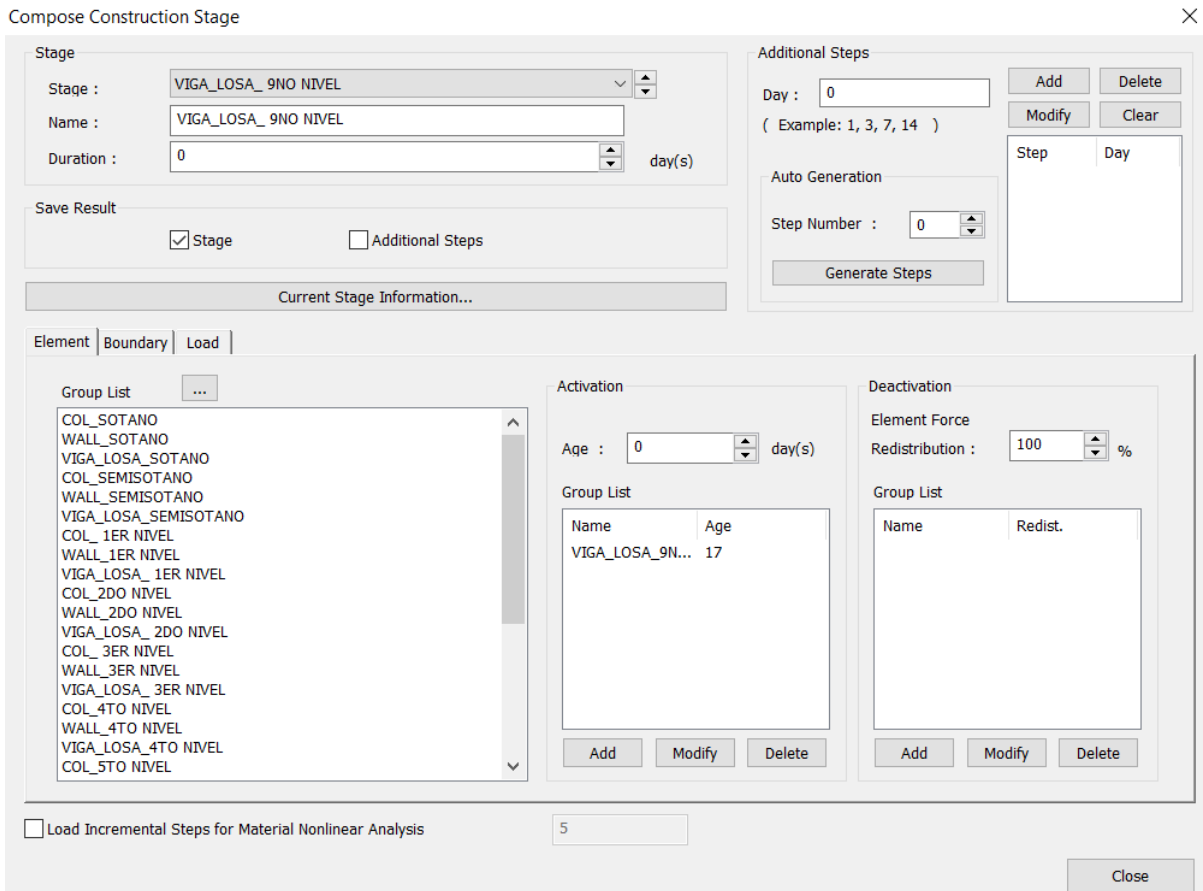 Compose Construction Stage
Stage
Stage :
VIGA_LOSA_ 9NO NIVEL
Name :
VIGA_LOSA_ 9NO NIVEL
Duration :
0
day(s)
Save Result
Stage
Additional Steps
Current Stage Information...
Additional Steps
Day :
0
( Example: 1, 3, 7, 14 )
Add
Delete
Modify
Clear
Step Day
Auto Generation
Step Number :
0
Generate Steps
Element
Boundary
Load
Group List
...
COL_SOTANO
WALL_SOTANO
VIGA_LOSA_SOTANO
COL_SEMISOTANO
WALL_SEMISOTANO
VIGA_LOSA_SEMISOTANO
COL_ 1ER NIVEL
WALL_1ER NIVEL
VIGA_LOSA_ 1ER NIVEL
COL_2DO NIVEL
WALL_2DO NIVEL
VIGA_LOSA_ 2DO NIVEL
COL_ 3ER NIVEL
WALL_3ER NIVEL
VIGA_LOSA_ 3ER NIVEL
COL_4TO NIVEL
WALL_4TO NIVEL
VIGA_LOSA_4TO NIVEL
COL_5TO NIVEL
Activation
Age :
0
day(s)
Group List
Name Age
VIGA_LOSA_9N... 17
Add
Modify
Delete
Deactivation
Element Force
Redistribution :
100
%
Group List
Name Redist.
Add
Modify
Delete
Load Incremental Steps for Material Nonlinear Analysis
5
Close